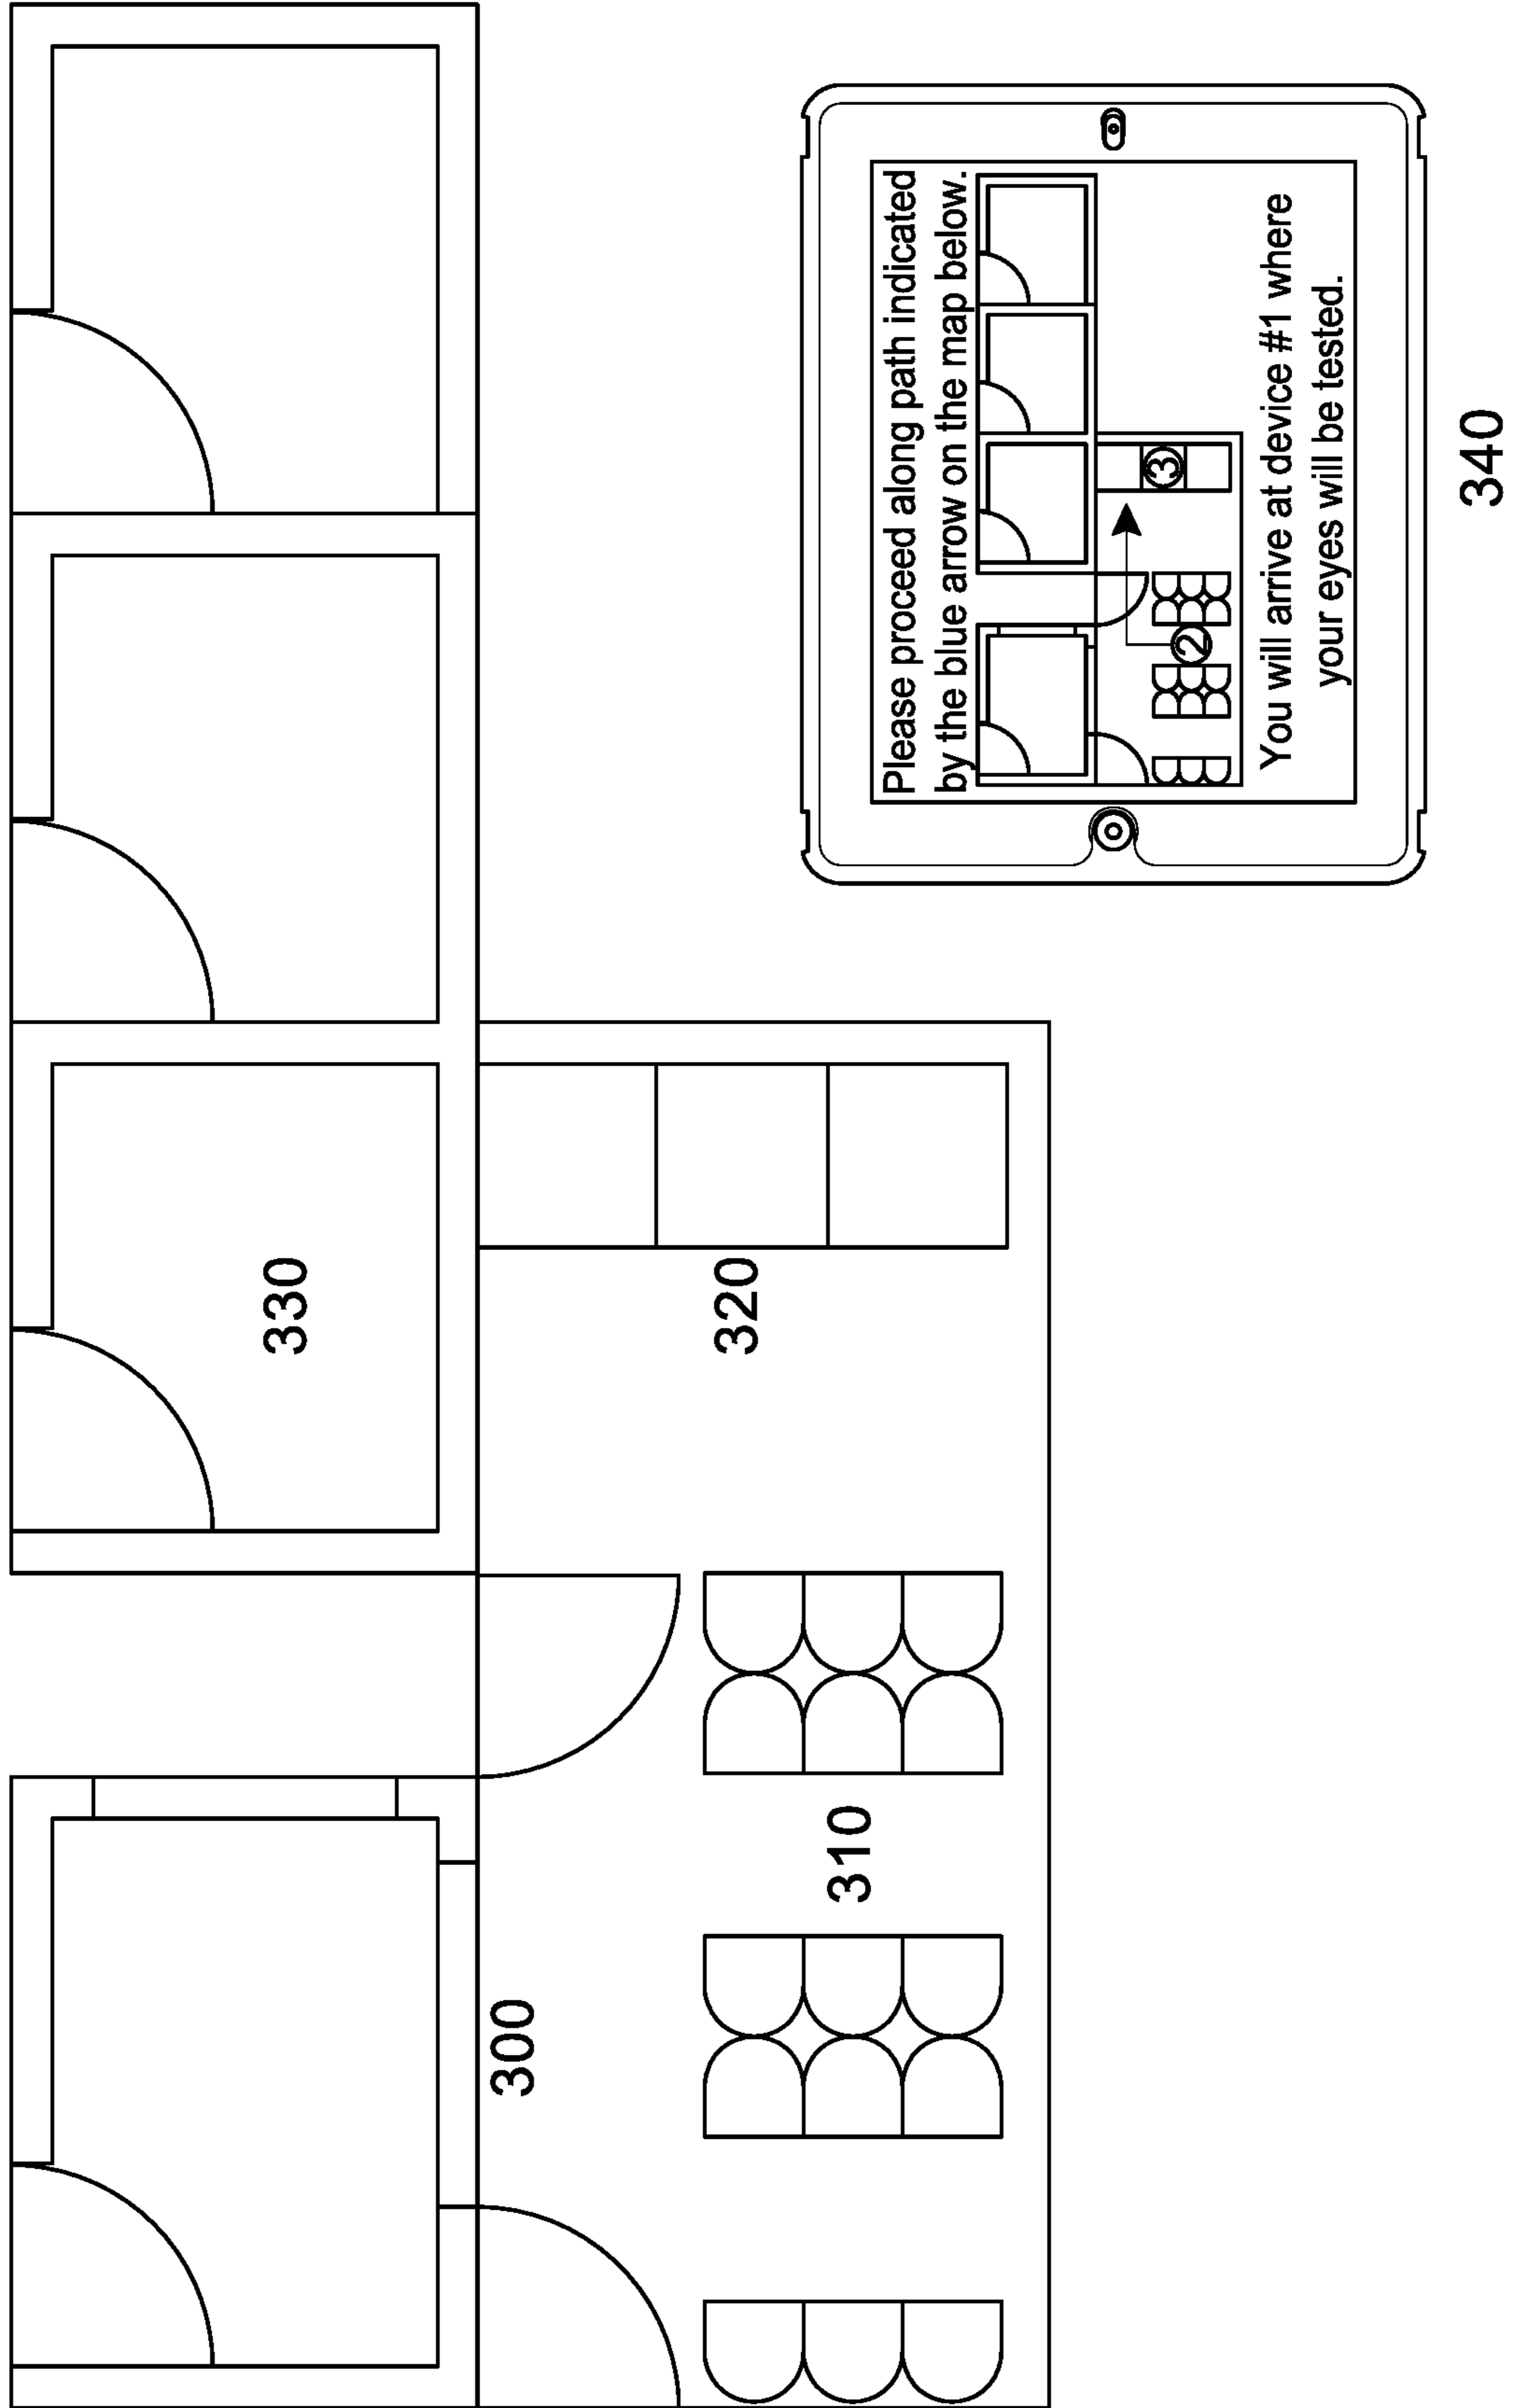 330
300
320
310
Please proceed along path indicated
by the blue arrow on the map below.
3
2
You will arrive at device #1 where
your eyes will be tested.
340